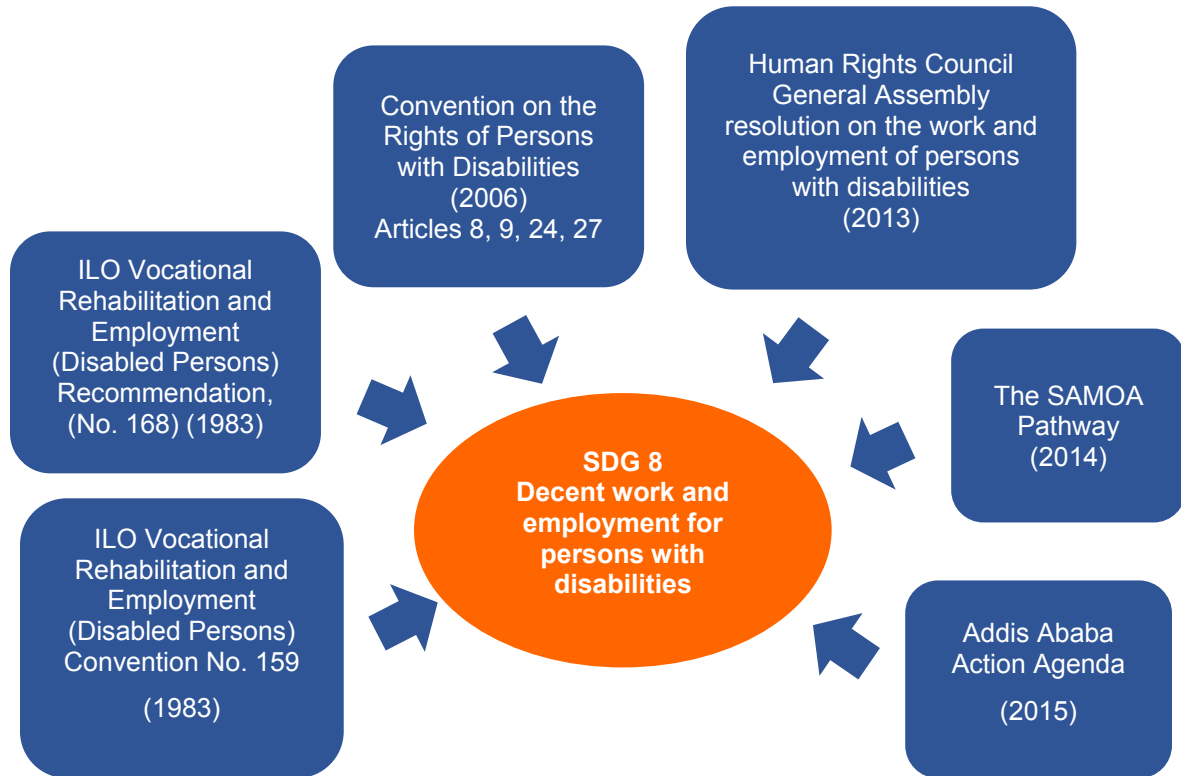 Human Rights Council
General Assembly
resolution on the work and
employment of persons
with disabilities
(2013)
Convention on the
Rights of Persons
with Disabilities
(2006)
Articles 8, 9, 24, 27
ILO Vocational
Rehabilitation and
Employment
(Disabled Persons)
Recommendation,
(No. 168) (1983)
The SAMOA
Pathway
(2014)
SDG 8
Decent work and
employment for
persons with
disabilities
ILO Vocational
Rehabilitation and
Employment
(Disabled Persons)
Convention No. 159
(1983)
Addis Ababa
Action Agenda
(2015)